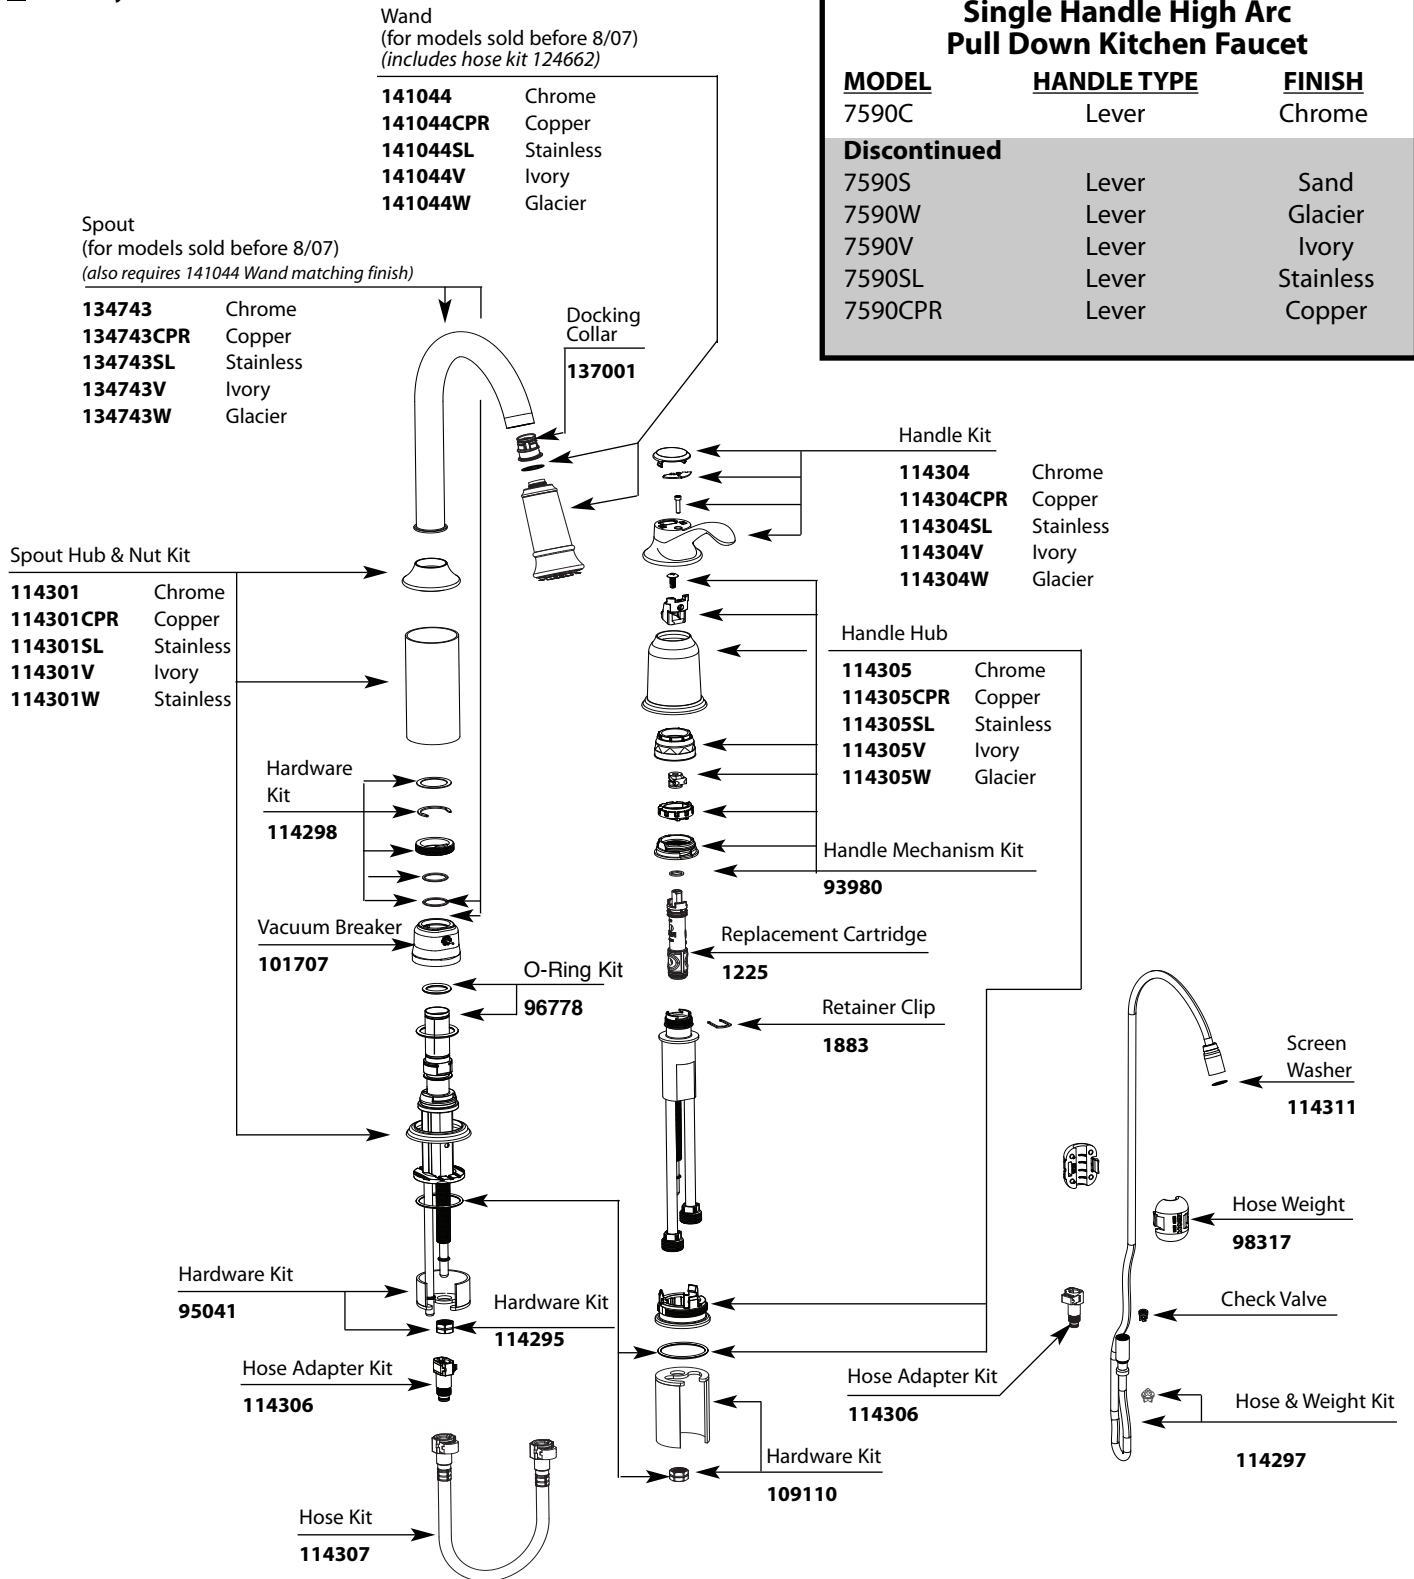 Wand
(for models sold before 8/07)
(includes hose kit 124662)
141044 Chrome
141044CPR Copper
141044SL Stainless
141044V Ivory
141044W Glacier
Single Handle High Arc
Pull Down Kitchen Faucet
MODEL HANDLE TYPE FINISH
7590C Lever Chrome
Discontinued
7590S Lever Sand
7590W Lever Glacier
7590V Lever Ivory
7590SL Lever Stainless
7590CPR Lever Copper
Spout
(for models sold before 8/07)
(also requires 141044 Wand matching finish)
134743 Chrome
134743CPR Copper
134743SL Stainless
134743V Ivory
134743W Glacier
Docking
Collar
137001
Handle Kit
114304 Chrome
114304CPR Copper
114304SL Stainless
114304V Ivory
114304W Glacier
Spout Hub & Nut Kit
114301 Chrome
114301CPR Copper
114301SL Stainless
114301V Ivory
114301W Stainless
Handle Hub
114305 Chrome
114305CPR Copper
114305SL Stainless
114305V Ivory
114305W Glacier
Hardware
Kit
114298
Handle Mechanism Kit
93980
Vacuum Breaker
101707
Replacement Cartridge
1225
O-Ring Kit
96778
Retainer Clip
1883
Screen
Washer
114311
Hose Weight
98317
Hardware Kit
95041
Hardware Kit
114295
Check Valve
Hose Adapter Kit
114306
Hose Adapter Kit
114306
Hose & Weight Kit
114297
Hardware Kit
109110
Hose Kit
114307